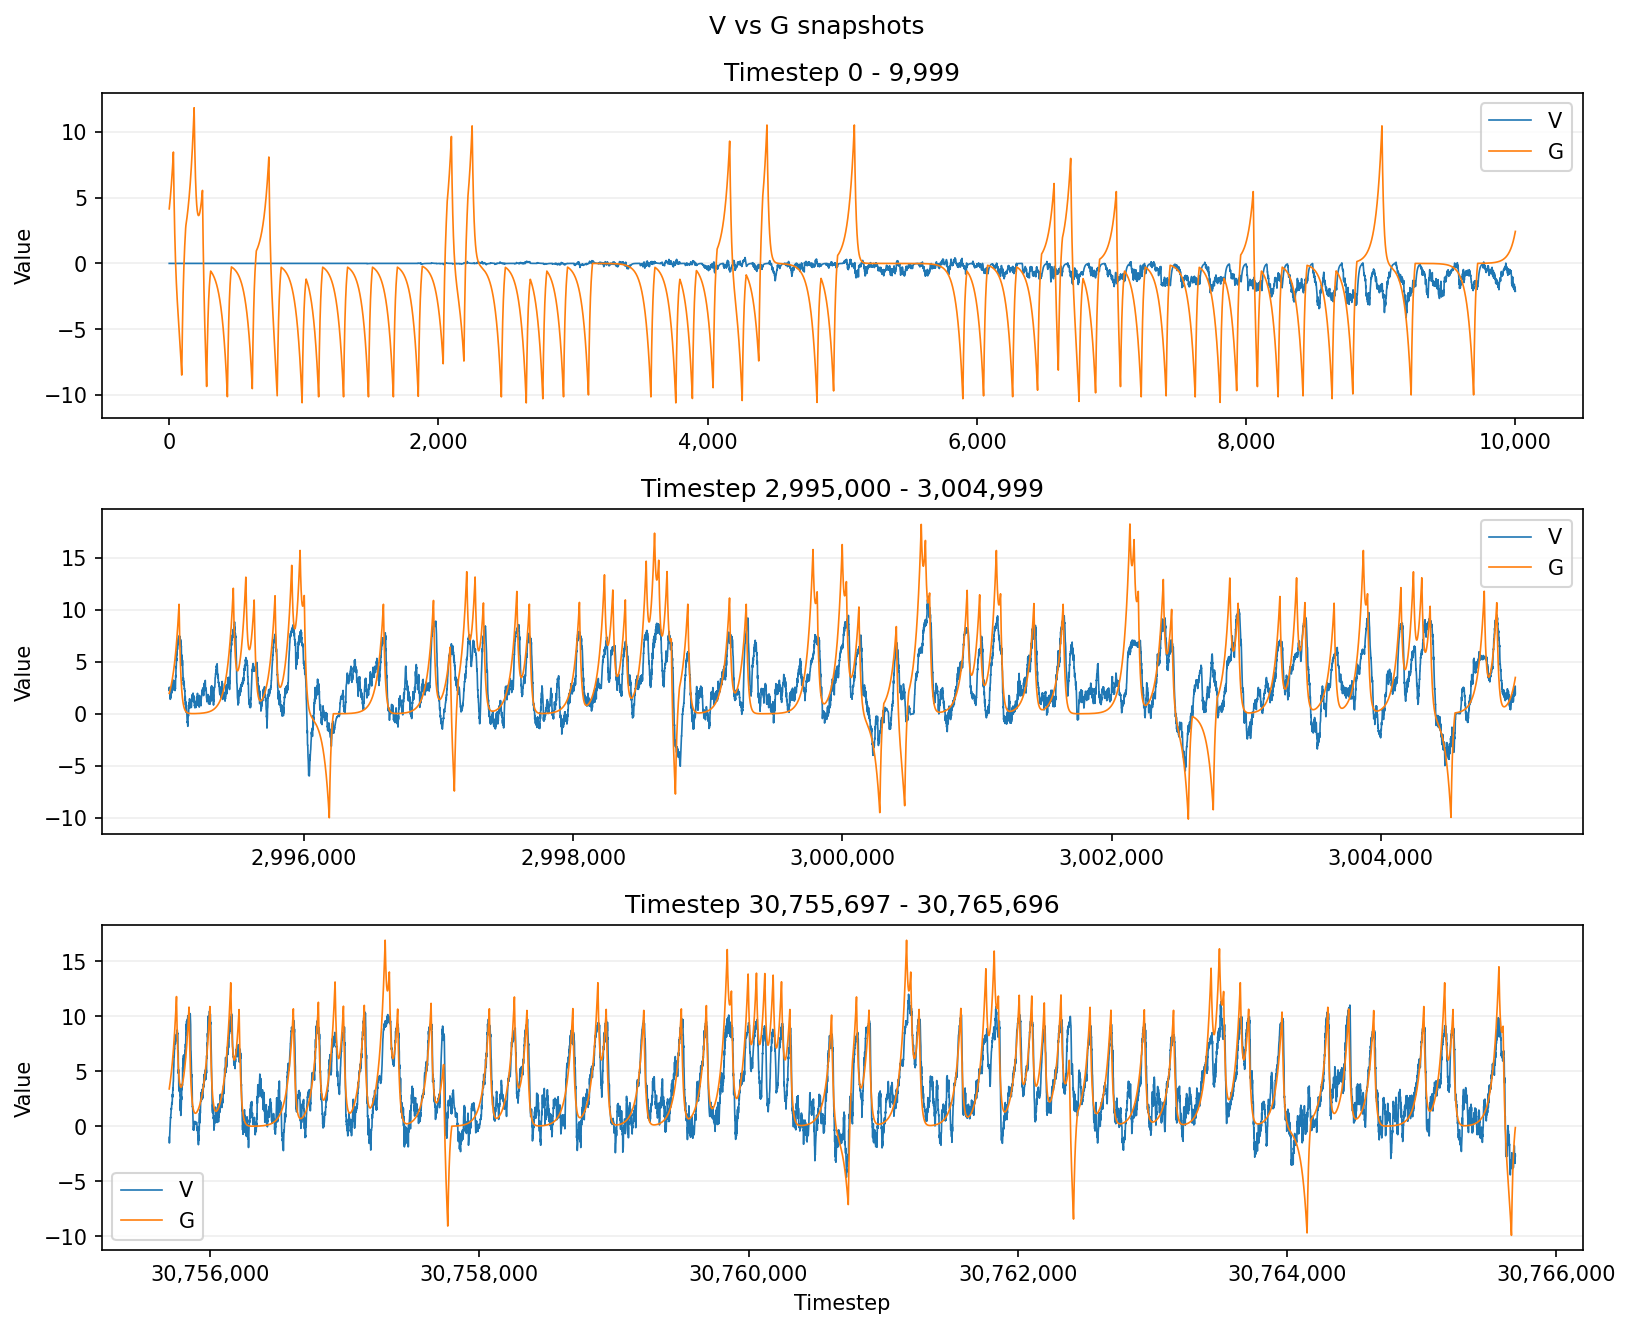 V vs G snapshots
Timestep 0 - 9,999
Value
10
5
0
−5
−10
V
G
0
2,000
4,000
6,000
8,000
10,000
Timestep 2,995,000 - 3,004,999
Value
15
10
5
0
−5
−10
V
G
2,996,000
2,998,000
3,000,000
3,002,000
3,004,000
Timestep 30,755,697 - 30,765,696
Value
15
10
5
0
−5
−10
V
G
30,756,000
30,758,000
30,760,000
30,762,000
30,764,000
30,766,000
Timestep